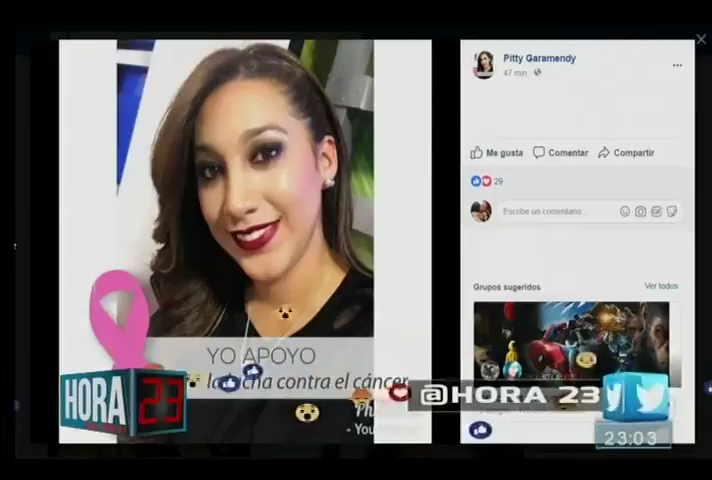 Pitty Garamendy
47 min
Me gusta
Comentar
Compartir
29
Escribe un comentario...
Grupos sugeridos
Ver todos
YO APOYO
lucha contra el cáncer
- You
HORA 23
@HORA 23
23:03